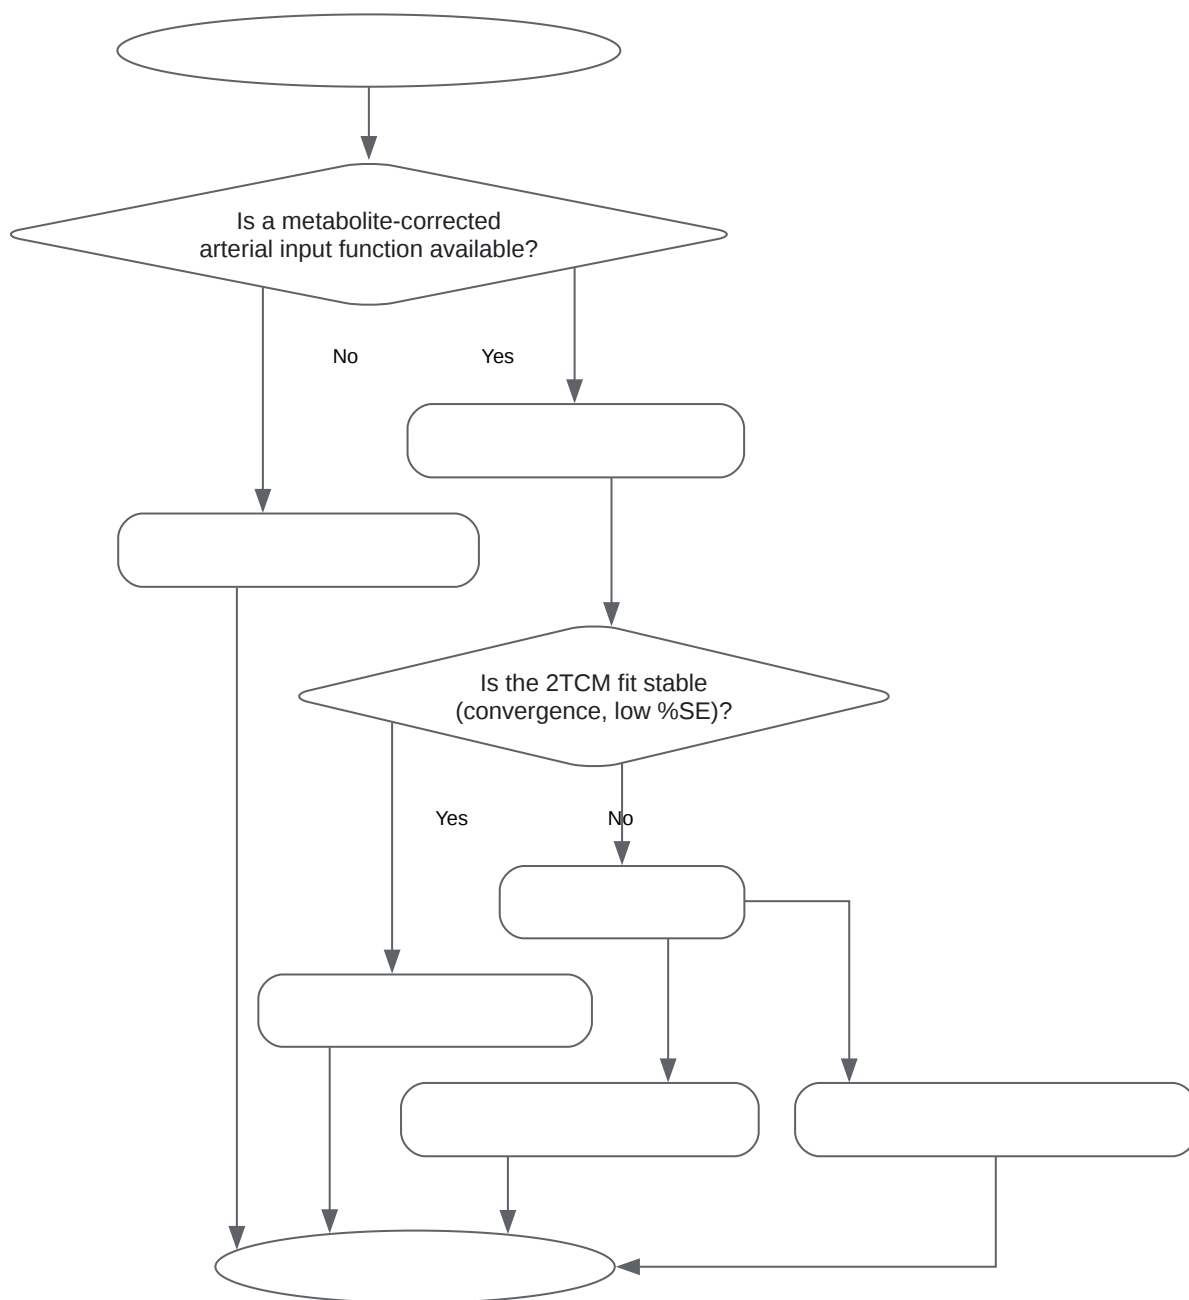 Is a metabolite-corrected
arterial input function available?
No
Yes
Is the 2TCM fit stable
(convergence, low %SE)?
Yes
No